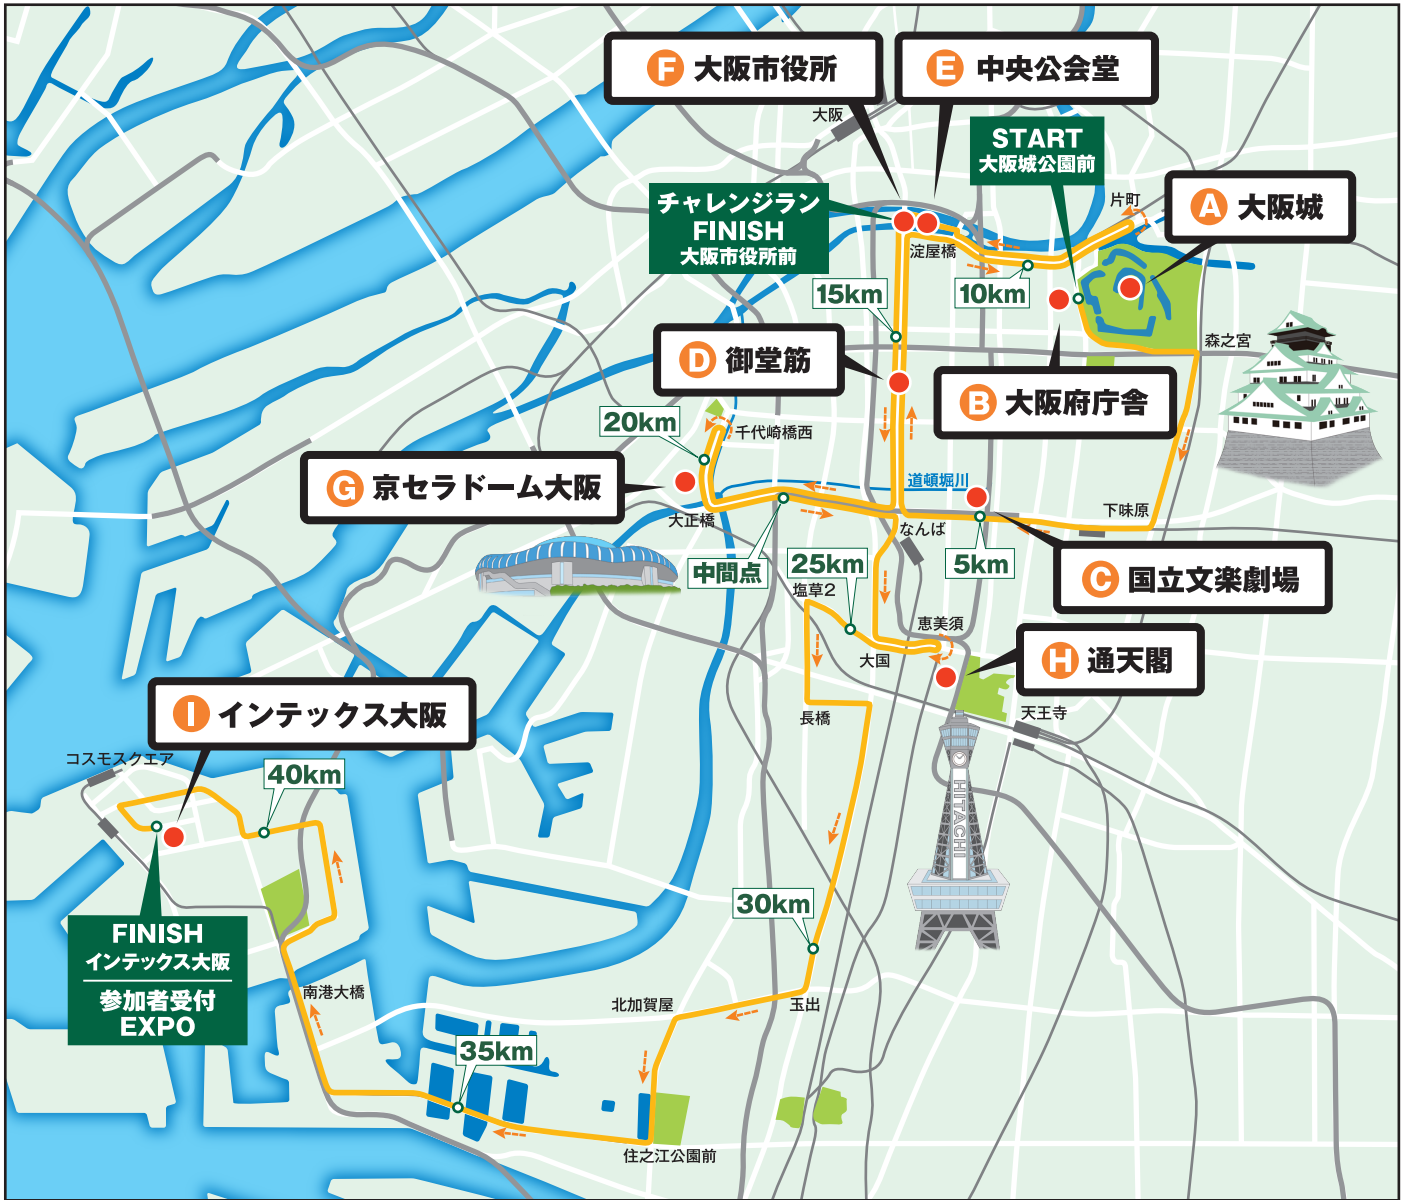 F 大阪市役所
E 中央公会堂
大阪
START
大阪城公園前
片町
A 大阪城
チャレンジラン
FINISH
大阪市役所前
淀屋橋
15km
10km
森之宮
D 御堂筋
B 大阪府庁舎
20km
千代崎橋西
G 京セラドーム大阪
道頓堀川
大正橋
なんば
下味原
中間点
25km
5km
C 国立文楽劇場
塩草2
恵美須
大国
H 通天閣
I インテックス大阪
長橋
天王寺
コスモスクエア
40km
HITACHI
30km
FINISH
インテックス大阪
参加者受付
EXPO
南港大橋
北加賀屋
玉出
35km
住之江公園前